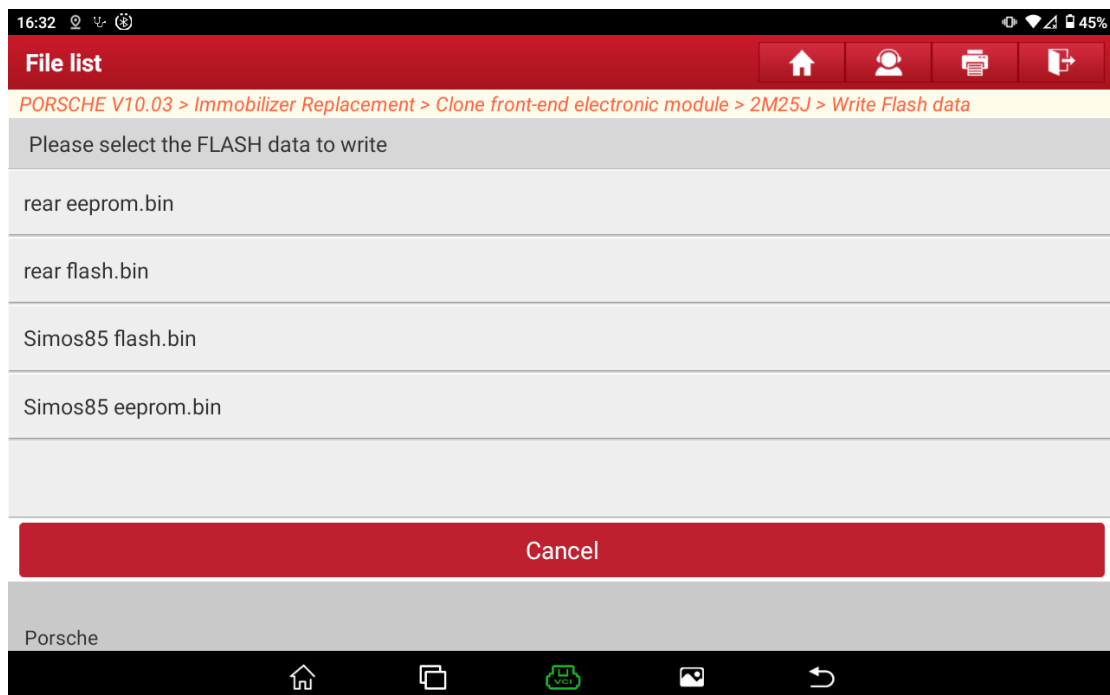 16:32 45%
File list
PORSCHE V10.03 > Immobilizer Replacement > Clone front-end electronic module > 2M25J > Write Flash data
Please select the FLASH data to write
rear eeprom.bin
rear flash.bin
Simos85 flash.bin
Simos85 eeprom.bin
Cancel
Porsche
VCI